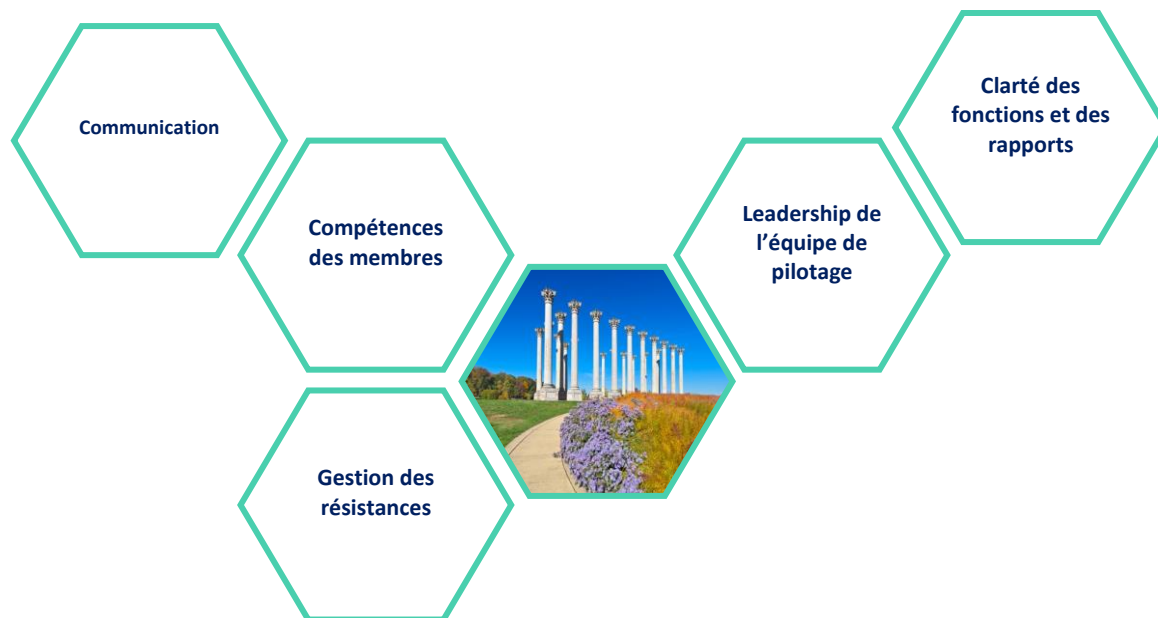 Communication
Compétences
des membres
Gestion des
résistances
Leadership de
l’équipe de
pilotage
Clarté des
fonctions et des
rapports